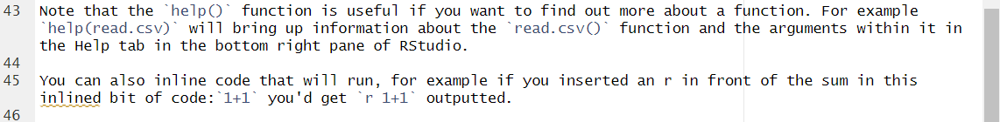 43 Note that the `help()` function is useful if you want to find out more about a function. For example
`help(read.csv)` will bring up information about the `read.csv()` function and the arguments within it in
the Help tab in the bottom right pane of RStudio.
44
45 You can also inline code that will run, for example if you inserted an r in front of the sum in this
inlined bit of code:`1+1` you'd get `r 1+1` outputted.
46